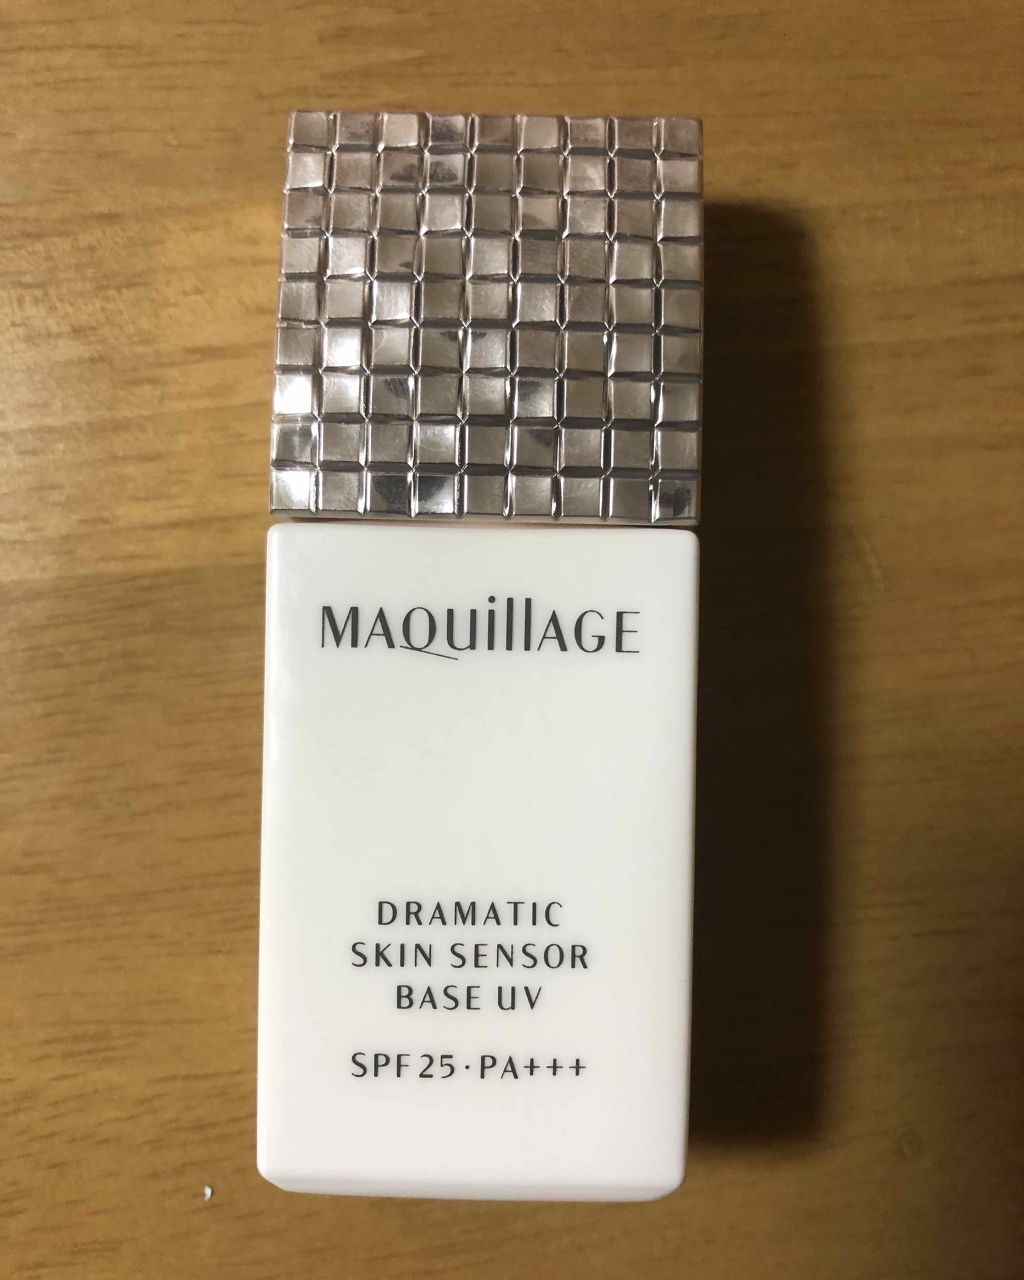 MAQuillAGE
DRAMATIC
SKIN SENSOR
BASE UV
SPF25·PA+++